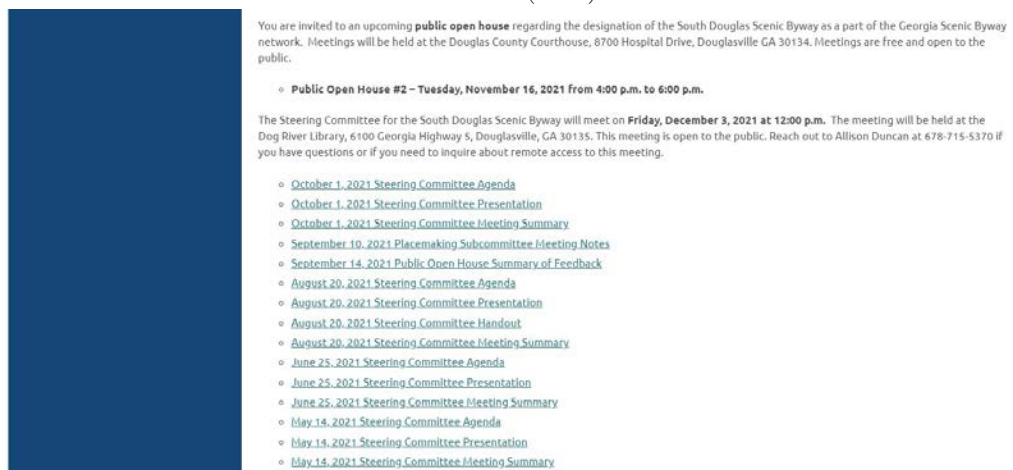 You are invited to an upcoming public open house regarding the designation of the South Douglas Scenic Byway as a part of the Georgia Scenic Byway
network. Meetings will be held at the Douglas County Courthouse, 8700 Hospital Drive, Douglasville GA 30134. Meetings are free and open to the
public.
Public Open House #2 – Tuesday, November 16, 2021 from 4:00 p.m. to 6:00 p.m.
The Steering Committee for the South Douglas Scenic Byway will meet on Friday, December 3, 2021 at 12:00 p.m. The meeting will be held at the
Dog River Library, 6100 Georgia Highway 5, Douglasville, GA 30135. This meeting is open to the public. Reach out to Allison Duncan at 678-715-5370 if
you have questions or if you need to inquire about remote access to this meeting.
October 1, 2021 Steering Committee Agenda
October 1, 2021 Steering Committee Presentation
October 1, 2021 Steering Committee Meeting Summary
September 10, 2021 Placemaking Subcommittee Meeting Notes
September 14, 2021 Public Open House Summary of Feedback
August 20, 2021 Steering Committee Agenda
August 20, 2021 Steering Committee Presentation
August 20, 2021 Steering Committee Handout
August 20, 2021 Steering Committee Meeting Summary
June 25, 2021 Steering Committee Agenda
June 25, 2021 Steering Committee Presentation
June 25, 2021 Steering Committee Meeting Summary
May 14, 2021 Steering Committee Agenda
May 14, 2021 Steering Committee Presentation
May 14, 2021 Steering Committee Meeting Summary